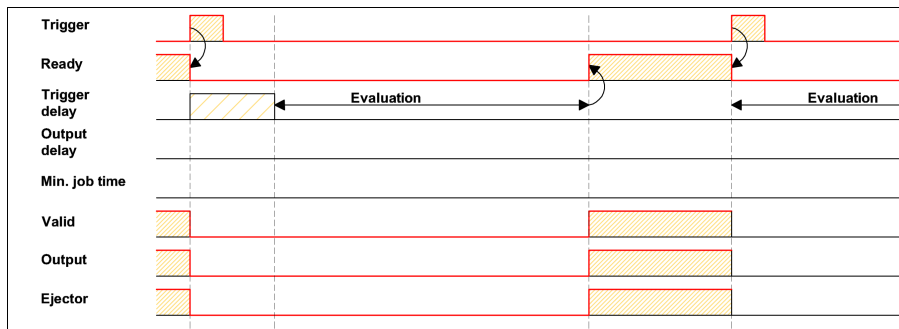 Trigger
Ready
Trigger
delay
Evaluation
Evaluation
Output
delay
Min. job time
Valid
Output
Ejector